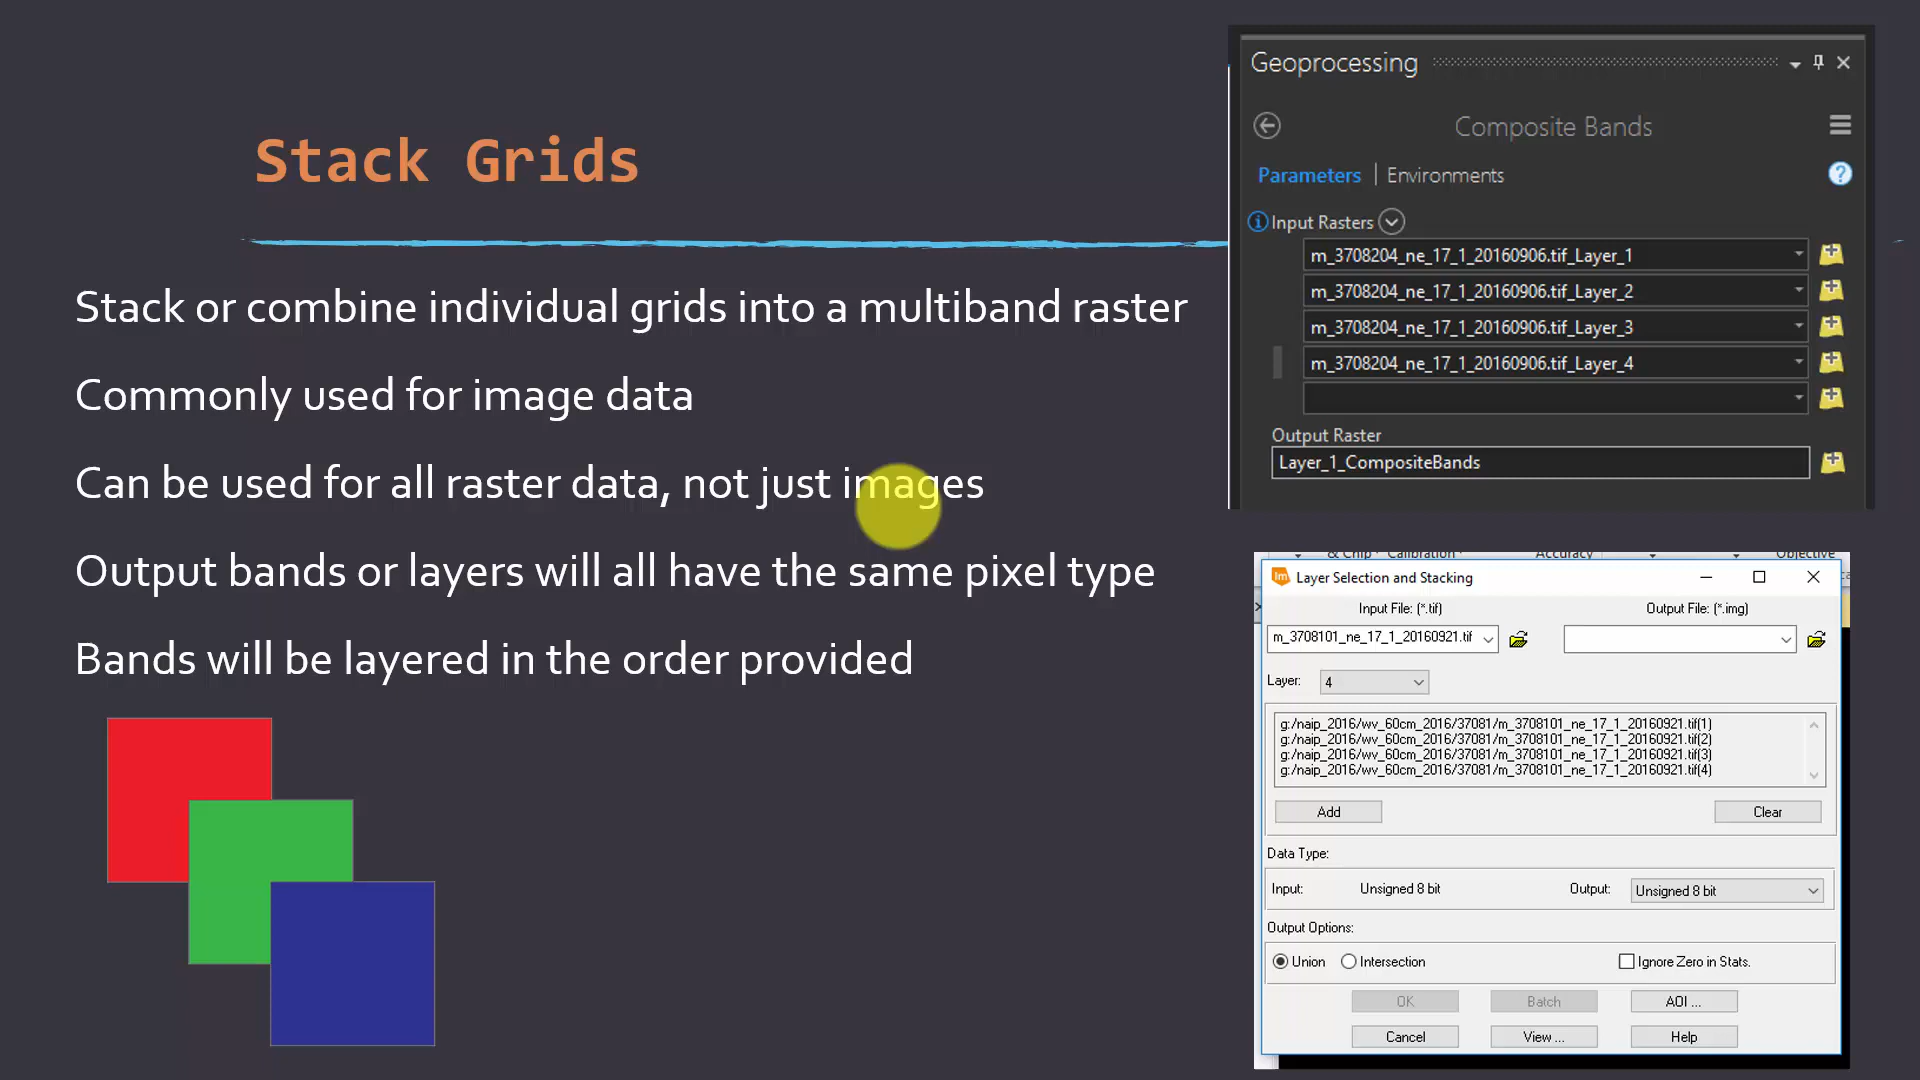 Stack Grids
Stack or combine individual grids into a multiband raster
Commonly used for image data
Can be used for all raster data, not just images
Output bands or layers will all have the same pixel type
Bands will be layered in the order provided
Geoprocessing
Composite Bands
Parameters | Environments
Input Rasters
m_3708204_ne_17_1_20160906.tif_Layer_1
m_3708204_ne_17_1_20160906.tif_Layer_2
m_3708204_ne_17_1_20160906.tif_Layer_3
m_3708204_ne_17_1_20160906.tif_Layer_4
Output Raster
Layer_1_CompositeBands
& Chip Calibration Accuracy Objective
Layer Selection and Stacking
Input File: (*.tif) Output File: (*.img)
m_3708101_ne_17_1_20160921.tif
Layer: 4
g:/naip_2016/wv_60cm_2016/37081/m_3708101_ne_17_1_20160921.tif(1)
g:/naip_2016/wv_60cm_2016/37081/m_3708101_ne_17_1_20160921.tif(2)
g:/naip_2016/wv_60cm_2016/37081/m_3708101_ne_17_1_20160921.tif(3)
g:/naip_2016/wv_60cm_2016/37081/m_3708101_ne_17_1_20160921.tif(4)
Add Clear
Data Type:
Input: Unsigned 8 bit Output: Unsigned 8 bit
Output Options:
Union Intersection Ignore Zero in Stats.
OK Batch AOI ...
Cancel View ... Help